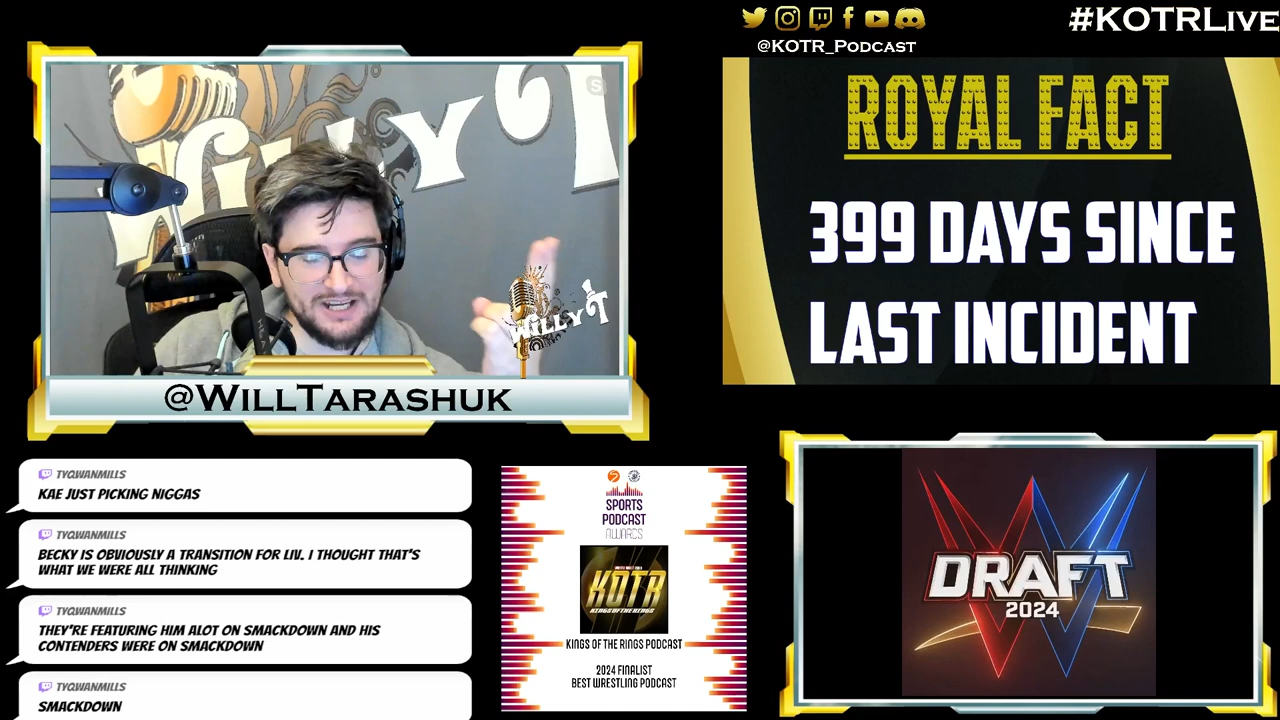 #KOTRLive
@KOTR_Podcast
Willy T
S
Willy T
@WillTarashuk
ROYAL FACT
399 DAYS SINCE
LAST INCIDENT
TYQWANMILLS
KAE JUST PICKING NIGGAS
TYQWANMILLS
BECKY IS OBVIOUSLY A TRANSITION FOR LIV. I THOUGHT THAT'S
WHAT WE WERE ALL THINKING
TYQWANMILLS
THEY'RE FEATURING HIM ALOT ON SMACKDOWN AND HIS
CONTENDERS WERE ON SMACKDOWN
TYQWANMILLS
SMACKDOWN
SPORTS
PODCAST
AWARDS
KOTR
KINGS OF THE RINGS
KINGS OF THE RINGS PODCAST
2024 FINALIST
BEST WRESTLING PODCAST
DRAFT
2024